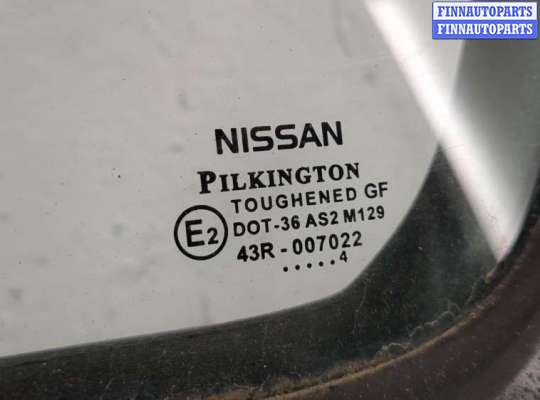 FINNAUTOPARTS
FINNAUTOPARTS
NISSAN
PILKINGTON
TOUGHENED GF
E2
DOT-36 AS2 M129
43R - 007022
.....4